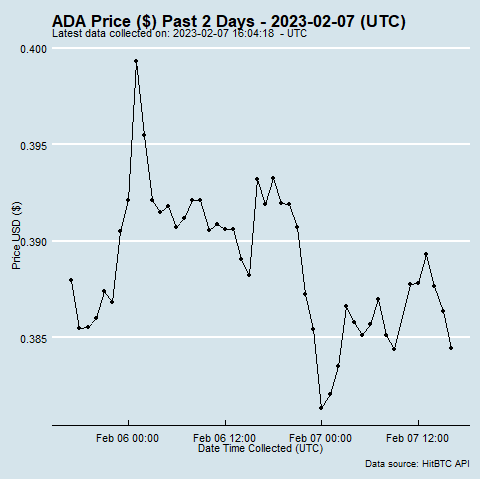 ADA Price ($) Past 2 Days - 2023-02-07 (UTC)
Latest data collected on: 2023-02-07 16:04:18  - UTC
0.400
0.395
0.390
0.385
Price USD ($)
Feb 06 00:00 Feb 06 12:00 Feb 07 00:00 Feb 07 12:00
Date Time Collected (UTC)
Data source: HitBTC API